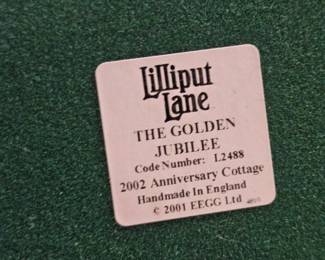 Lilliput
Lane
THE GOLDEN
JUBILEE
Code Number: L2488
2002 Anniversary Cottage
Handmade In England
© 2001 EEGG Ltd